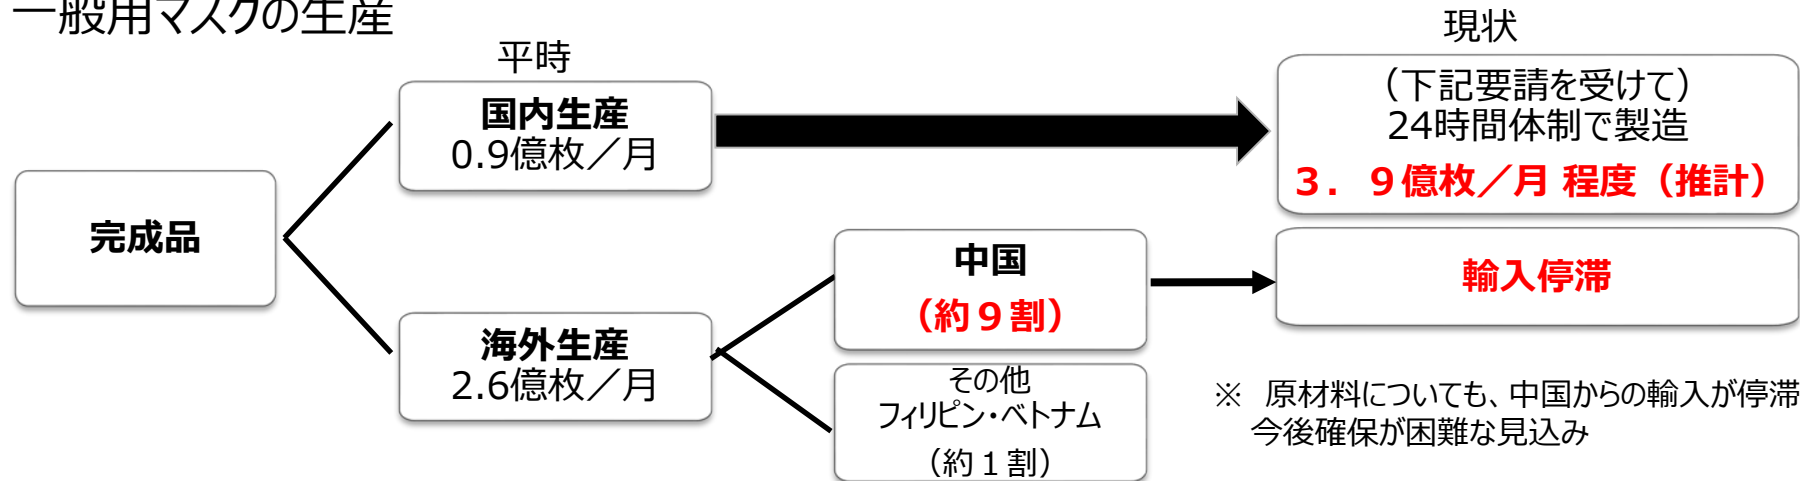 一般用マスクの生産
平時
現状
国内生産
0.9億枚／月
（下記要請を受けて）
24時間体制で製造
３．９億枚／月 程度（推計）
完成品
海外生産
2.6億枚／月
中国
（約９割）
輸入停滞
その他
フィリピン・ベトナム
（約１割）
※　原材料についても、中国からの輸入が停滞
今後確保が困難な見込み